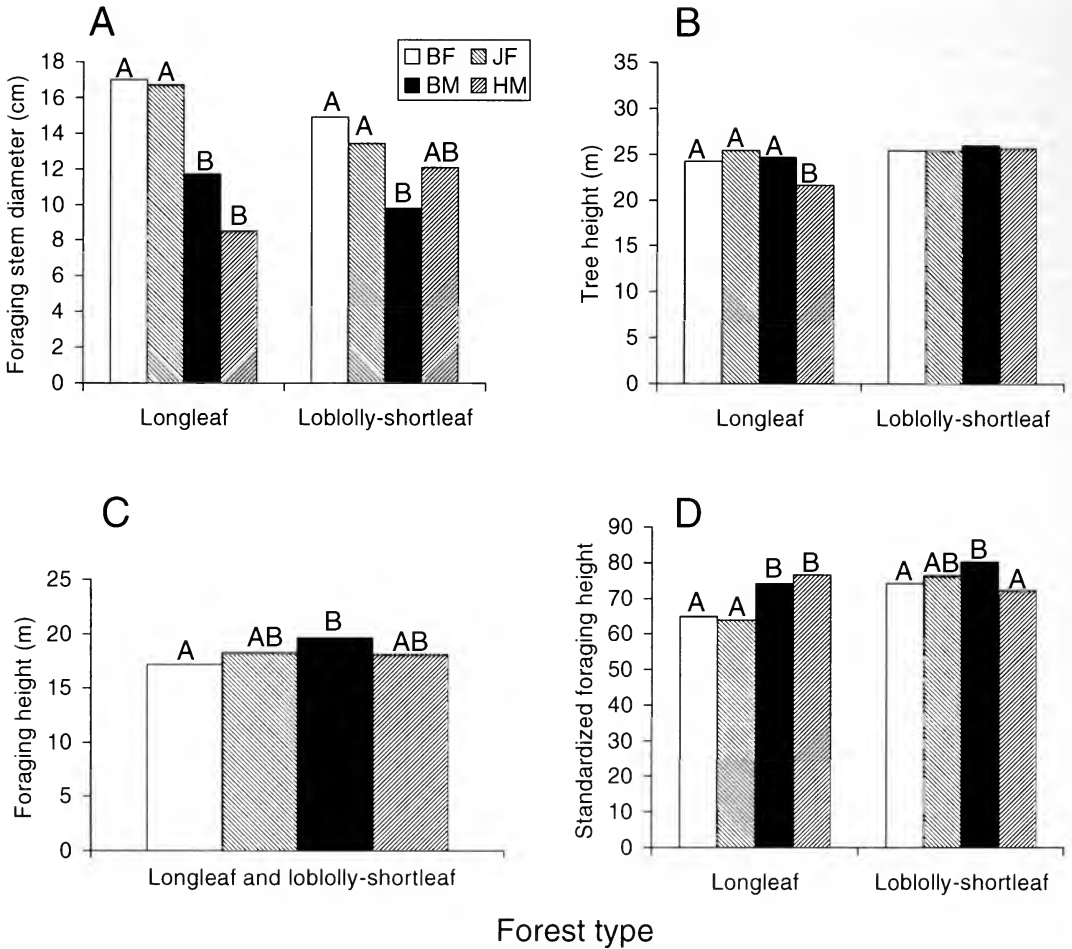 A
Foraging stem diameter (cm)
18
16
14
12
10
8
6
4
2
0
A A B B
A A B AB
BF JF
BM HM
Longleaf Loblolly-shortleaf
B
Tree height (m)
35
30
25
20
15
10
5
0
A A A B
Longleaf Loblolly-shortleaf
C
Foraging height (m)
25
20
15
10
5
0
A AB B AB
Longleaf and loblolly-shortleaf
D
Standardized foraging height
90
80
70
60
50
40
30
20
10
0
A A B B
A AB B A
Longleaf Loblolly-shortleaf
Forest type